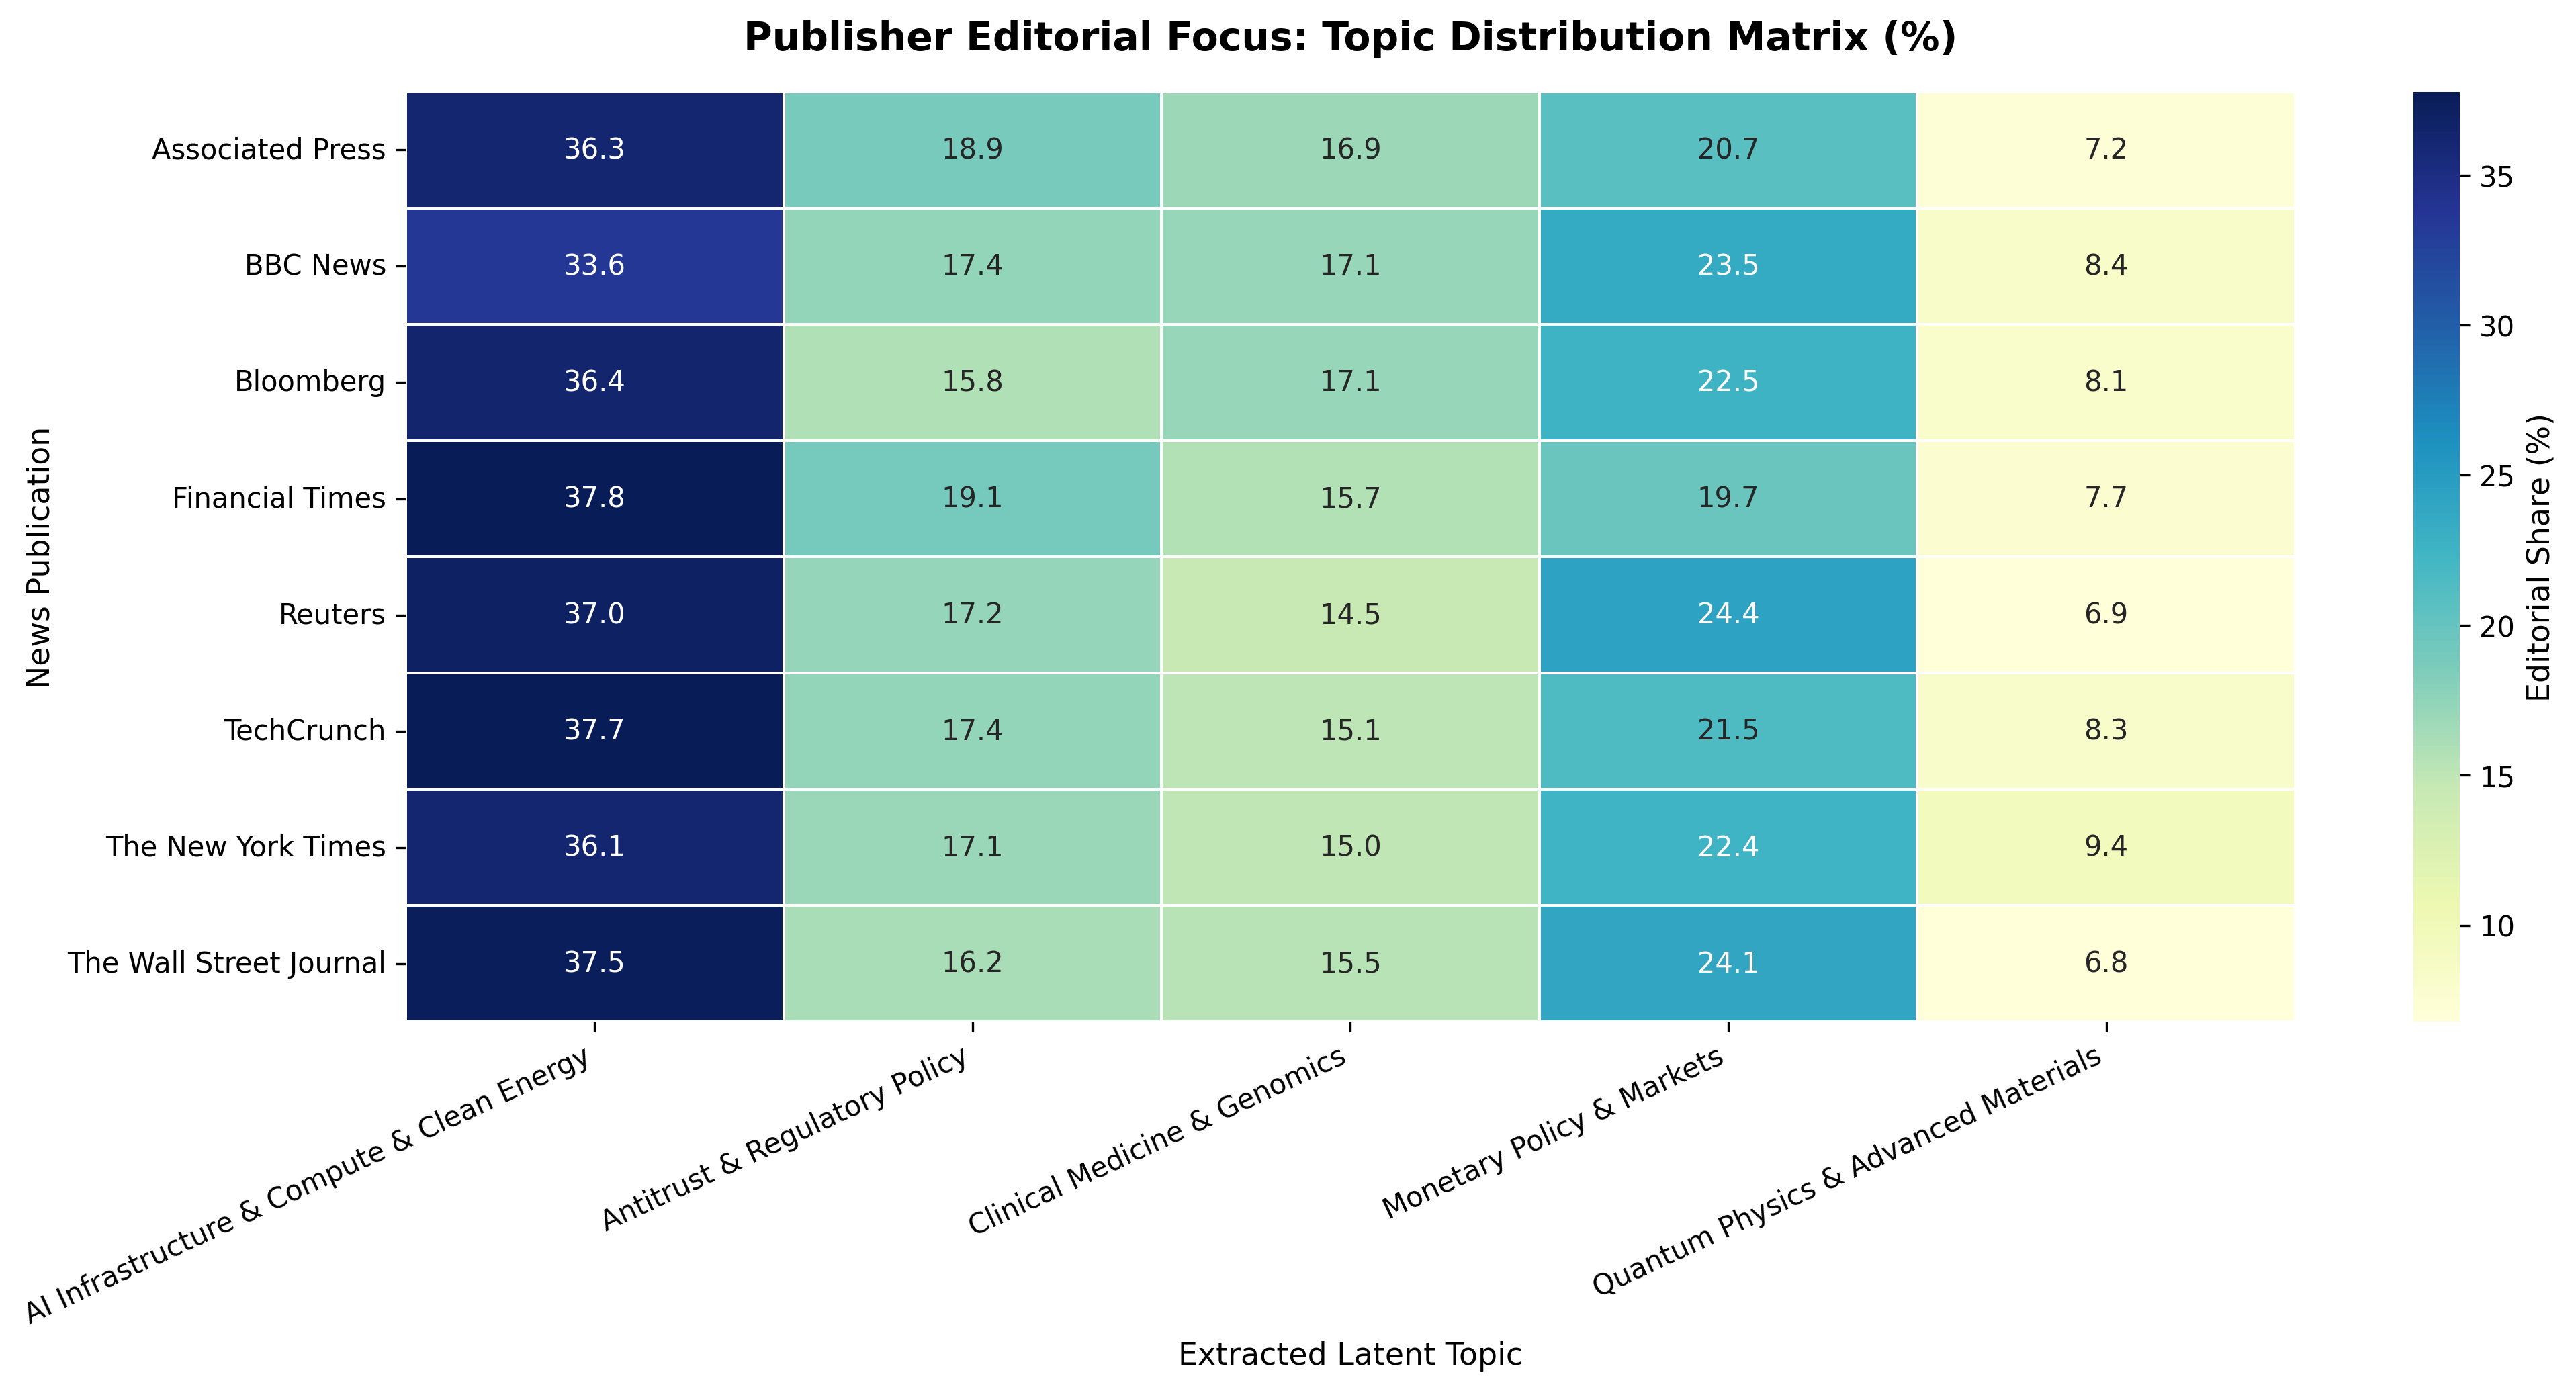 Publisher Editorial Focus: Topic Distribution Matrix (%)
News Publication
Associated Press 36.3 18.9 16.9 20.7 7.2
BBC News 33.6 17.4 17.1 23.5 8.4
Bloomberg 36.4 15.8 17.1 22.5 8.1
Financial Times 37.8 19.1 15.7 19.7 7.7
Reuters 37.0 17.2 14.5 24.4 6.9
TechCrunch 37.7 17.4 15.1 21.5 8.3
The New York Times 36.1 17.1 15.0 22.4 9.4
The Wall Street Journal 37.5 16.2 15.5 24.1 6.8
AI Infrastructure & Compute & Clean Energy
Antitrust & Regulatory Policy
Clinical Medicine & Genomics
Monetary Policy & Markets
Quantum Physics & Advanced Materials
Extracted Latent Topic
35
30
25
20
15
10
Editorial Share (%)